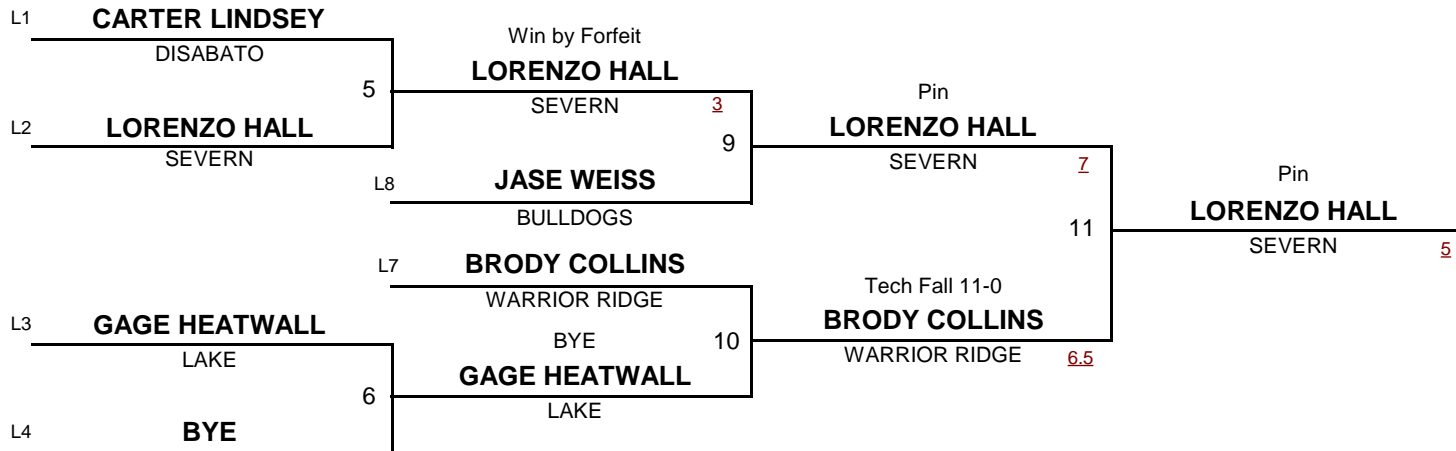 L1 CARTER LINDSEY
DISABATO
5
L2 LORENZO HALL
SEVERN
Win by Forfeit
LORENZO HALL
SEVERN 3
9
L8 JASE WEISS
BULLDOGS
Pin
LORENZO HALL
SEVERN 7
11
Pin
LORENZO HALL
SEVERN 5
L7 BRODY COLLINS
WARRIOR RIDGE
10
Tech Fall 11-0
BRODY COLLINS
WARRIOR RIDGE 6.5
L3 GAGE HEATWALL
LAKE
6
BYE
GAGE HEATWALL
LAKE
L4 BYE